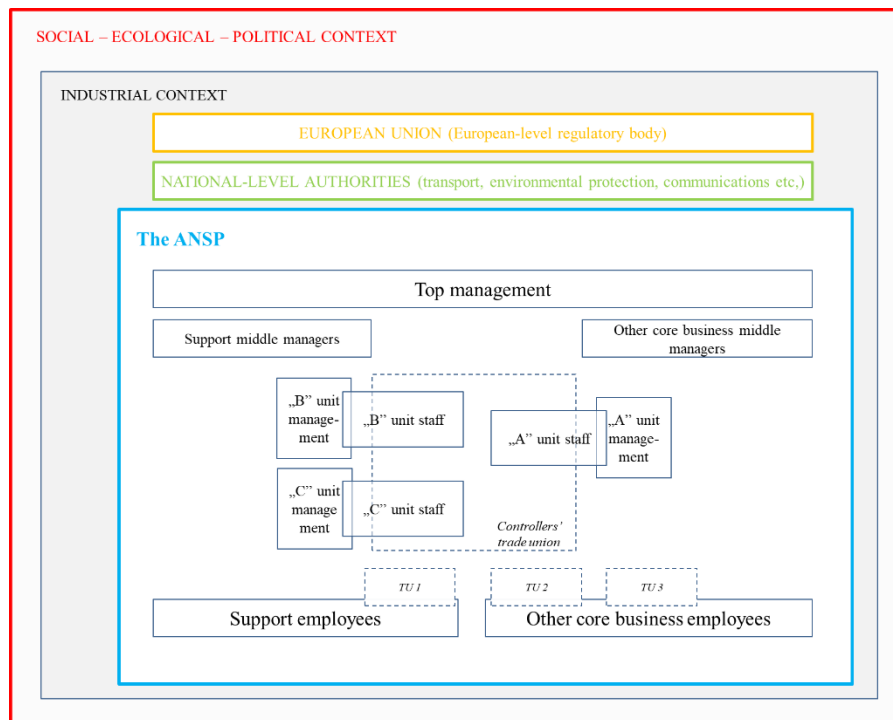 SOCIAL – ECOLOGICAL – POLITICAL CONTEXT
INDUSTRIAL CONTEXT
EUROPEAN UNION (European-level regulatory body)
NATIONAL-LEVEL AUTHORITIES (transport, environmental protection, communications etc,)
The ANSP
Top management
Support middle managers
Other core business middle
managers
„B” unit
manage-
ment
„B” unit staff
„A” unit staff
„A” unit
manage-
ment
„C” unit
manage
ment
„C” unit staff
Controllers’
trade union
TU 1
TU 2
TU 3
Support employees
Other core business employees